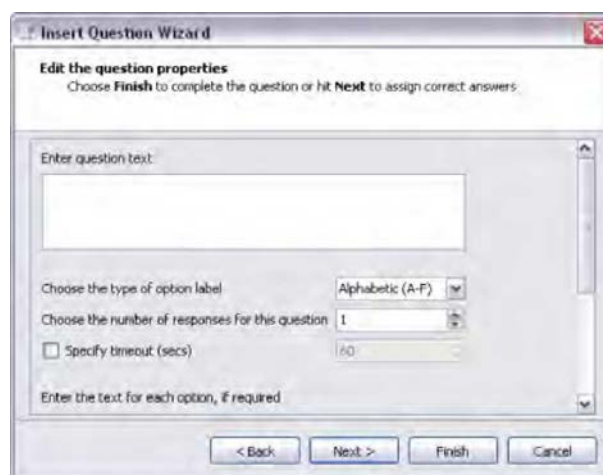 Insert Question Wizard
Edit the question properties
Choose Finish to complete the question or hit Next to assign correct answers
Enter question text
Choose the type of option label Alphabetic (A-F)
Choose the number of responses for this question 1
Specify timeout (secs) 60
Enter the text for each option, if required
< Back Next > Finish Cancel